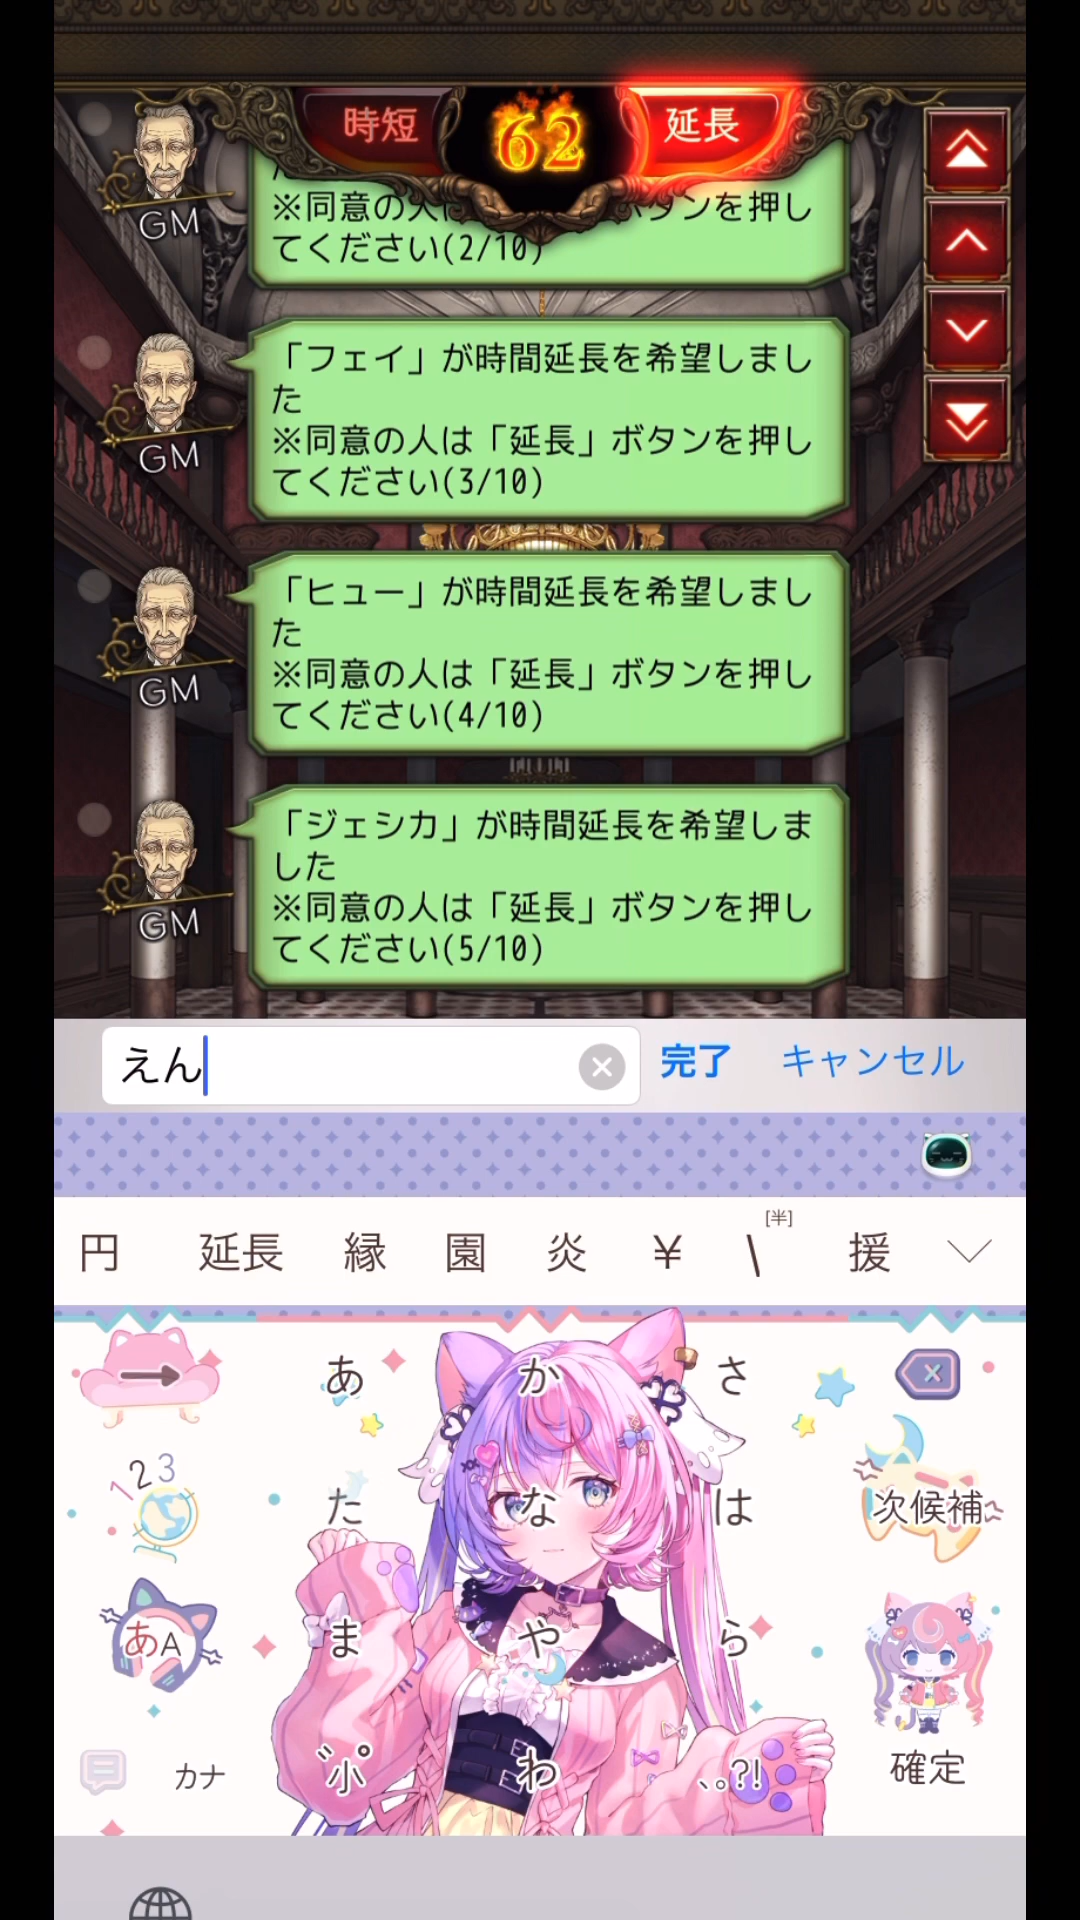 時短
62
延長
※同意の人は ボタンを押し
てください(2/10)
GM
「フェイ」が時間延長を希望しまし
た
※同意の人は「延長」ボタンを押し
てください(3/10)
GM
「ヒュー」が時間延長を希望しまし
た
※同意の人は「延長」ボタンを押し
てください(4/10)
GM
「ジェシカ」が時間延長を希望しま
した
※同意の人は「延長」ボタンを押し
てください(5/10)
GM
えん
完了
キャンセル
円 延長 縁 園 炎 ¥ \ [半] 援
あ か さ
123 た な は 次候補
あA ま や ら
カナ 小 わ 、。?! 確定